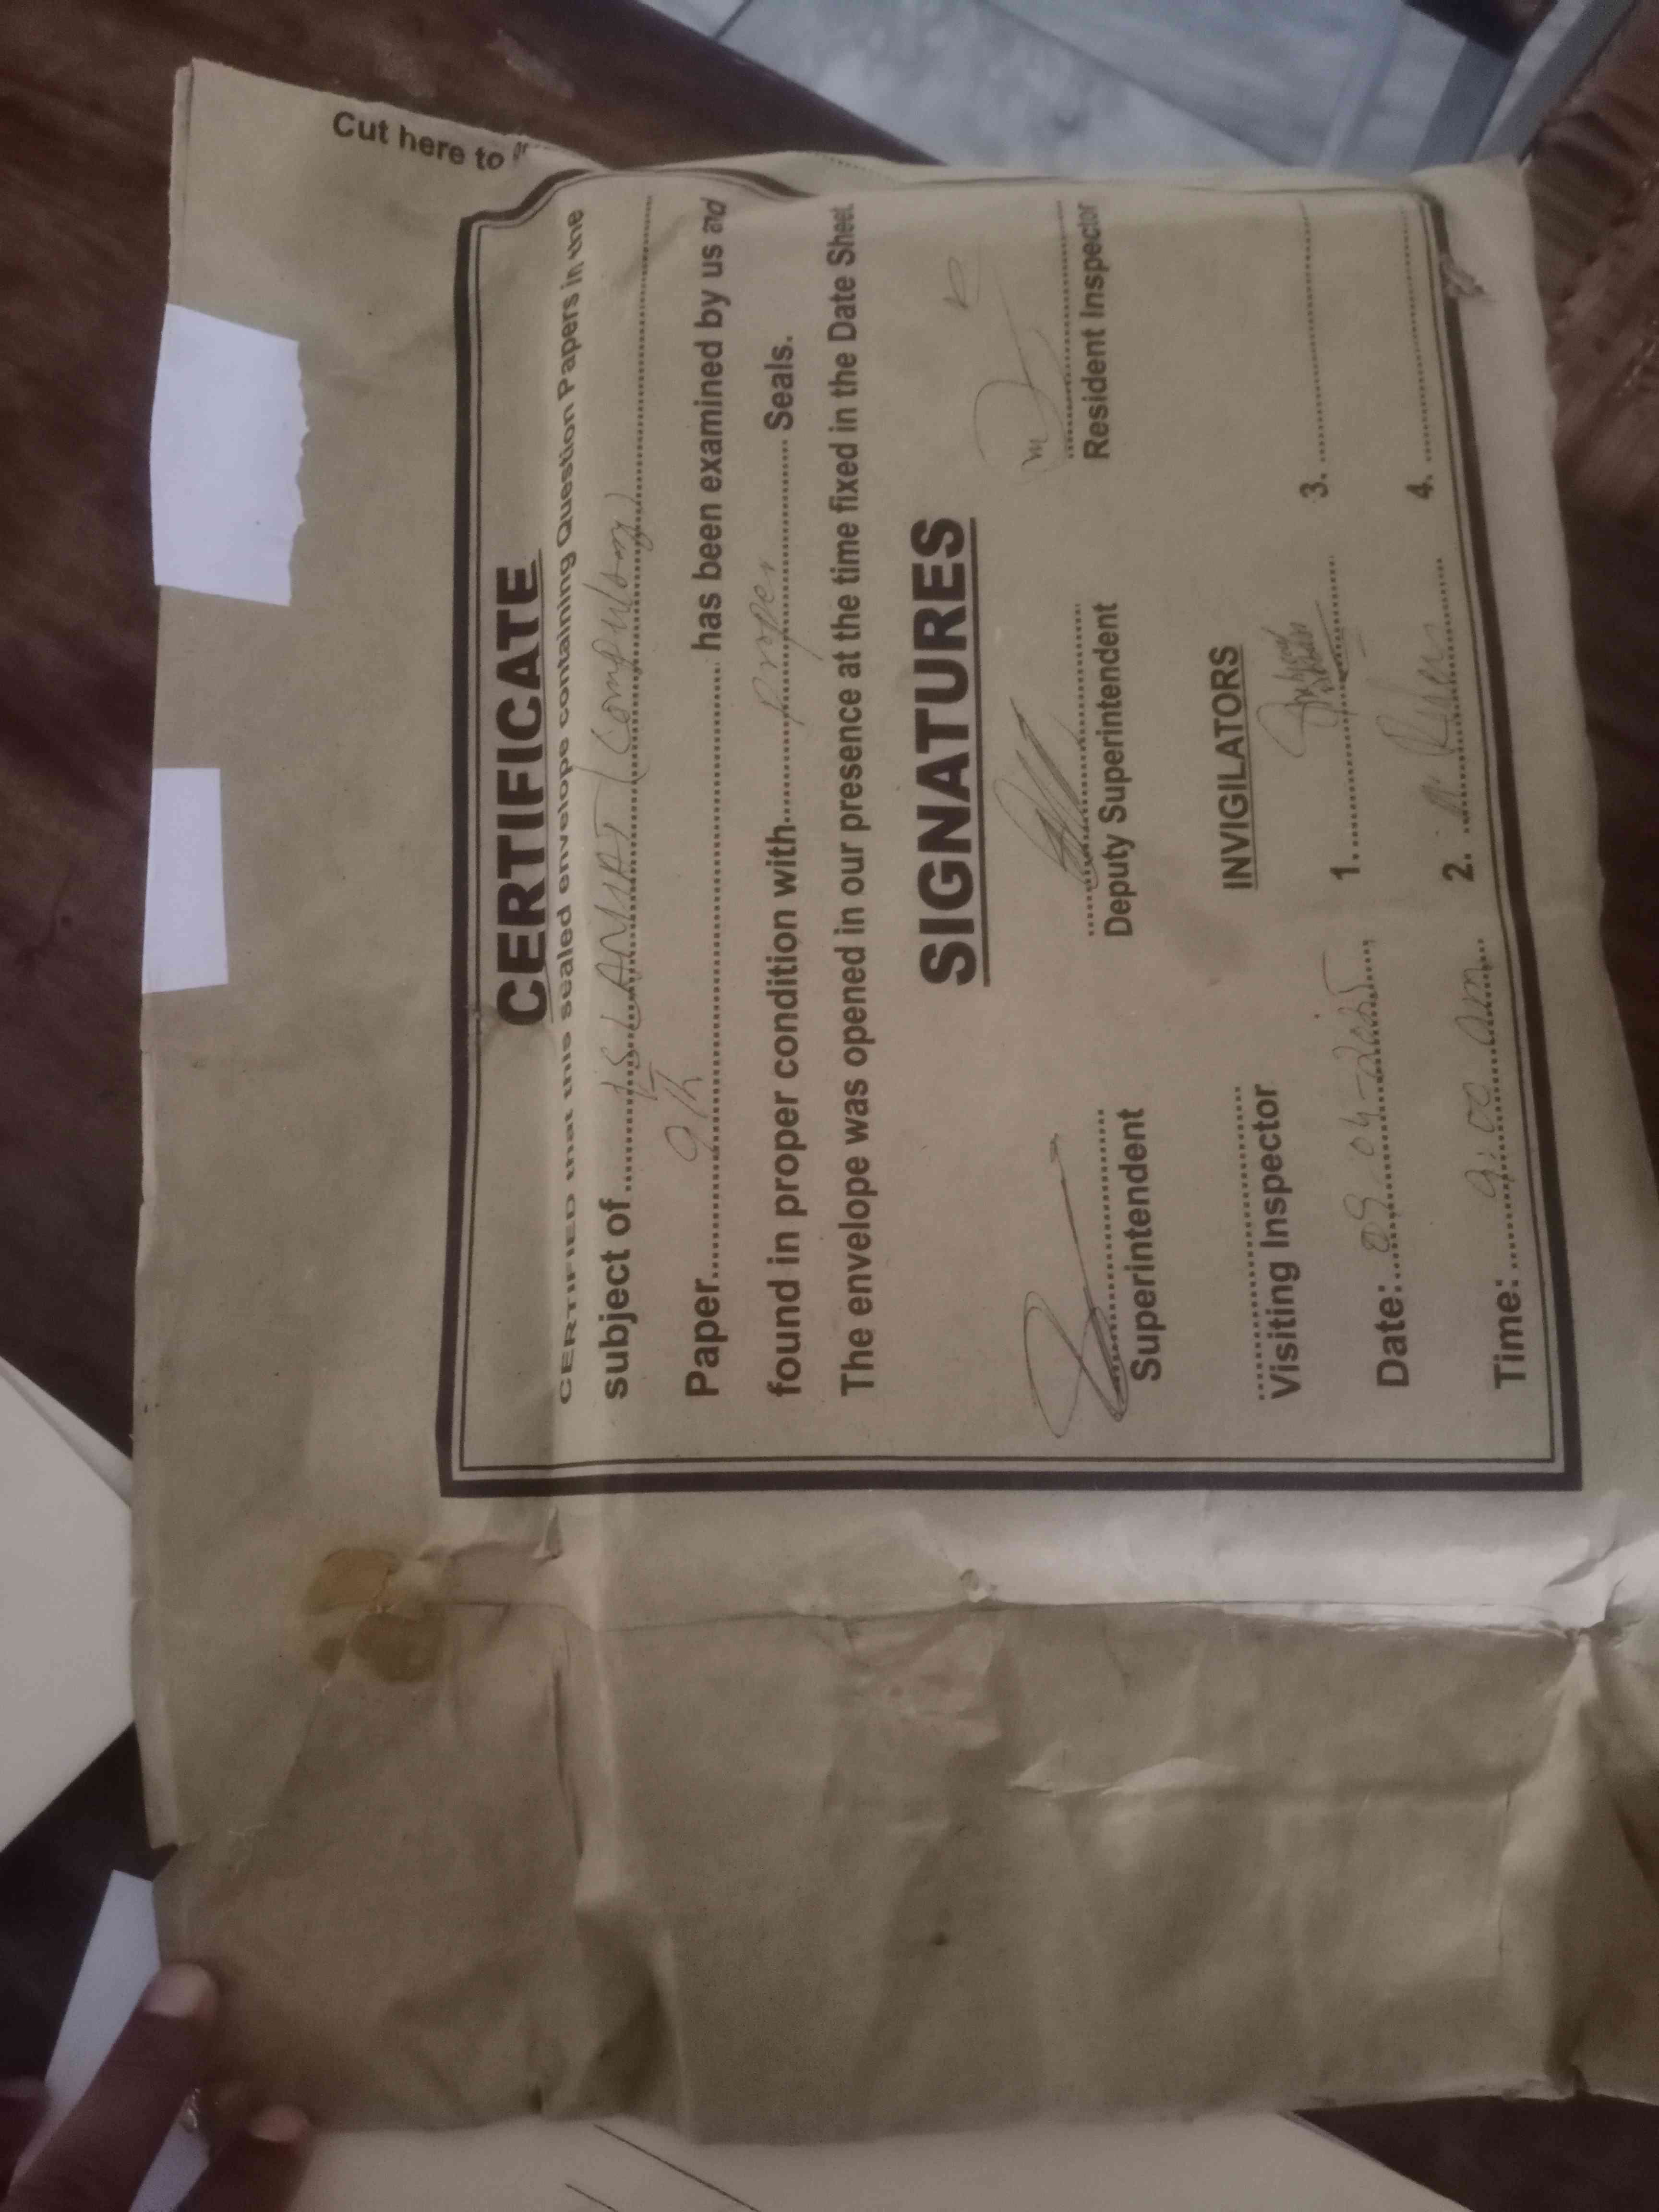 Cut here to
CERTIFICATE
CERTIFIED that this sealed envelope containing Question Papers in the
subject of ISLAMIAT (Compulsory)
Paper 9th has been examined by us and
found in proper condition with proper Seals.
The envelope was opened in our presence at the time fixed in the Date Sheet.
SIGNATURES
Superintendent Deputy Superintendent Resident Inspector
Visiting Inspector INVIGILATORS
Date: 09-04-2025 1. 3.
Time: 9:00 am 2. 4.